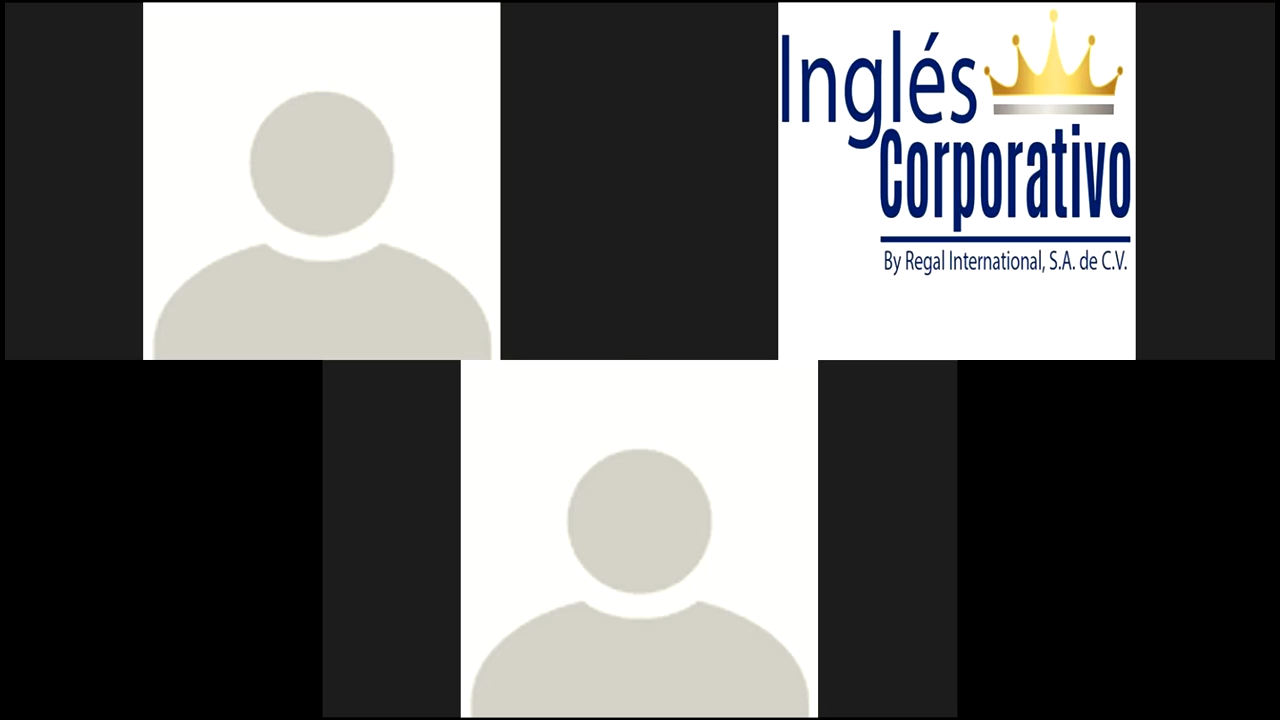 Inglés
Corporativo
By Regal International, S.A. de C.V.